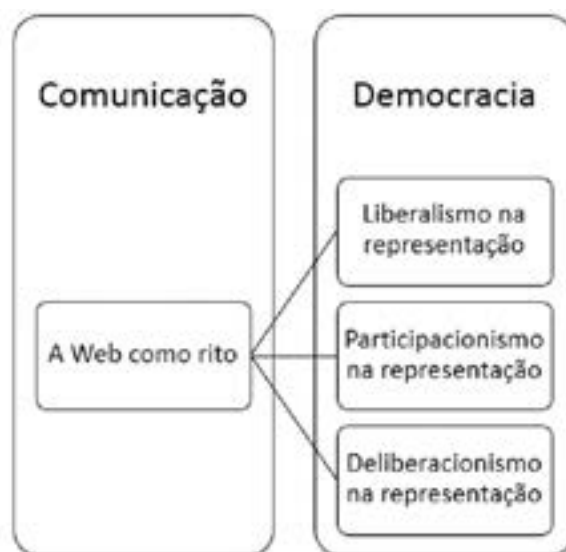 Comunicação
Democracia
A Web como rito
Liberalismo na
representação
Participacionismo
na representação
Deliberacionismo
na representação